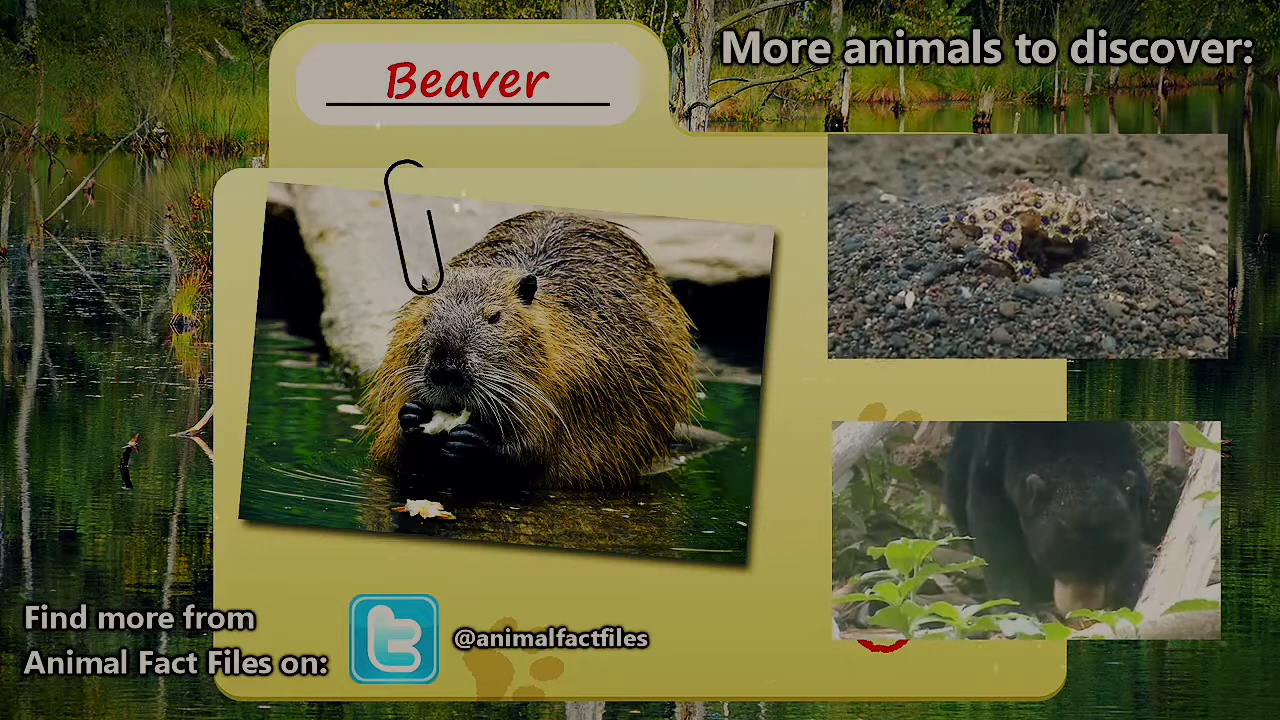 Beaver
More animals to discover:
Find more from
Animal Fact Files on:
@animalfactfiles